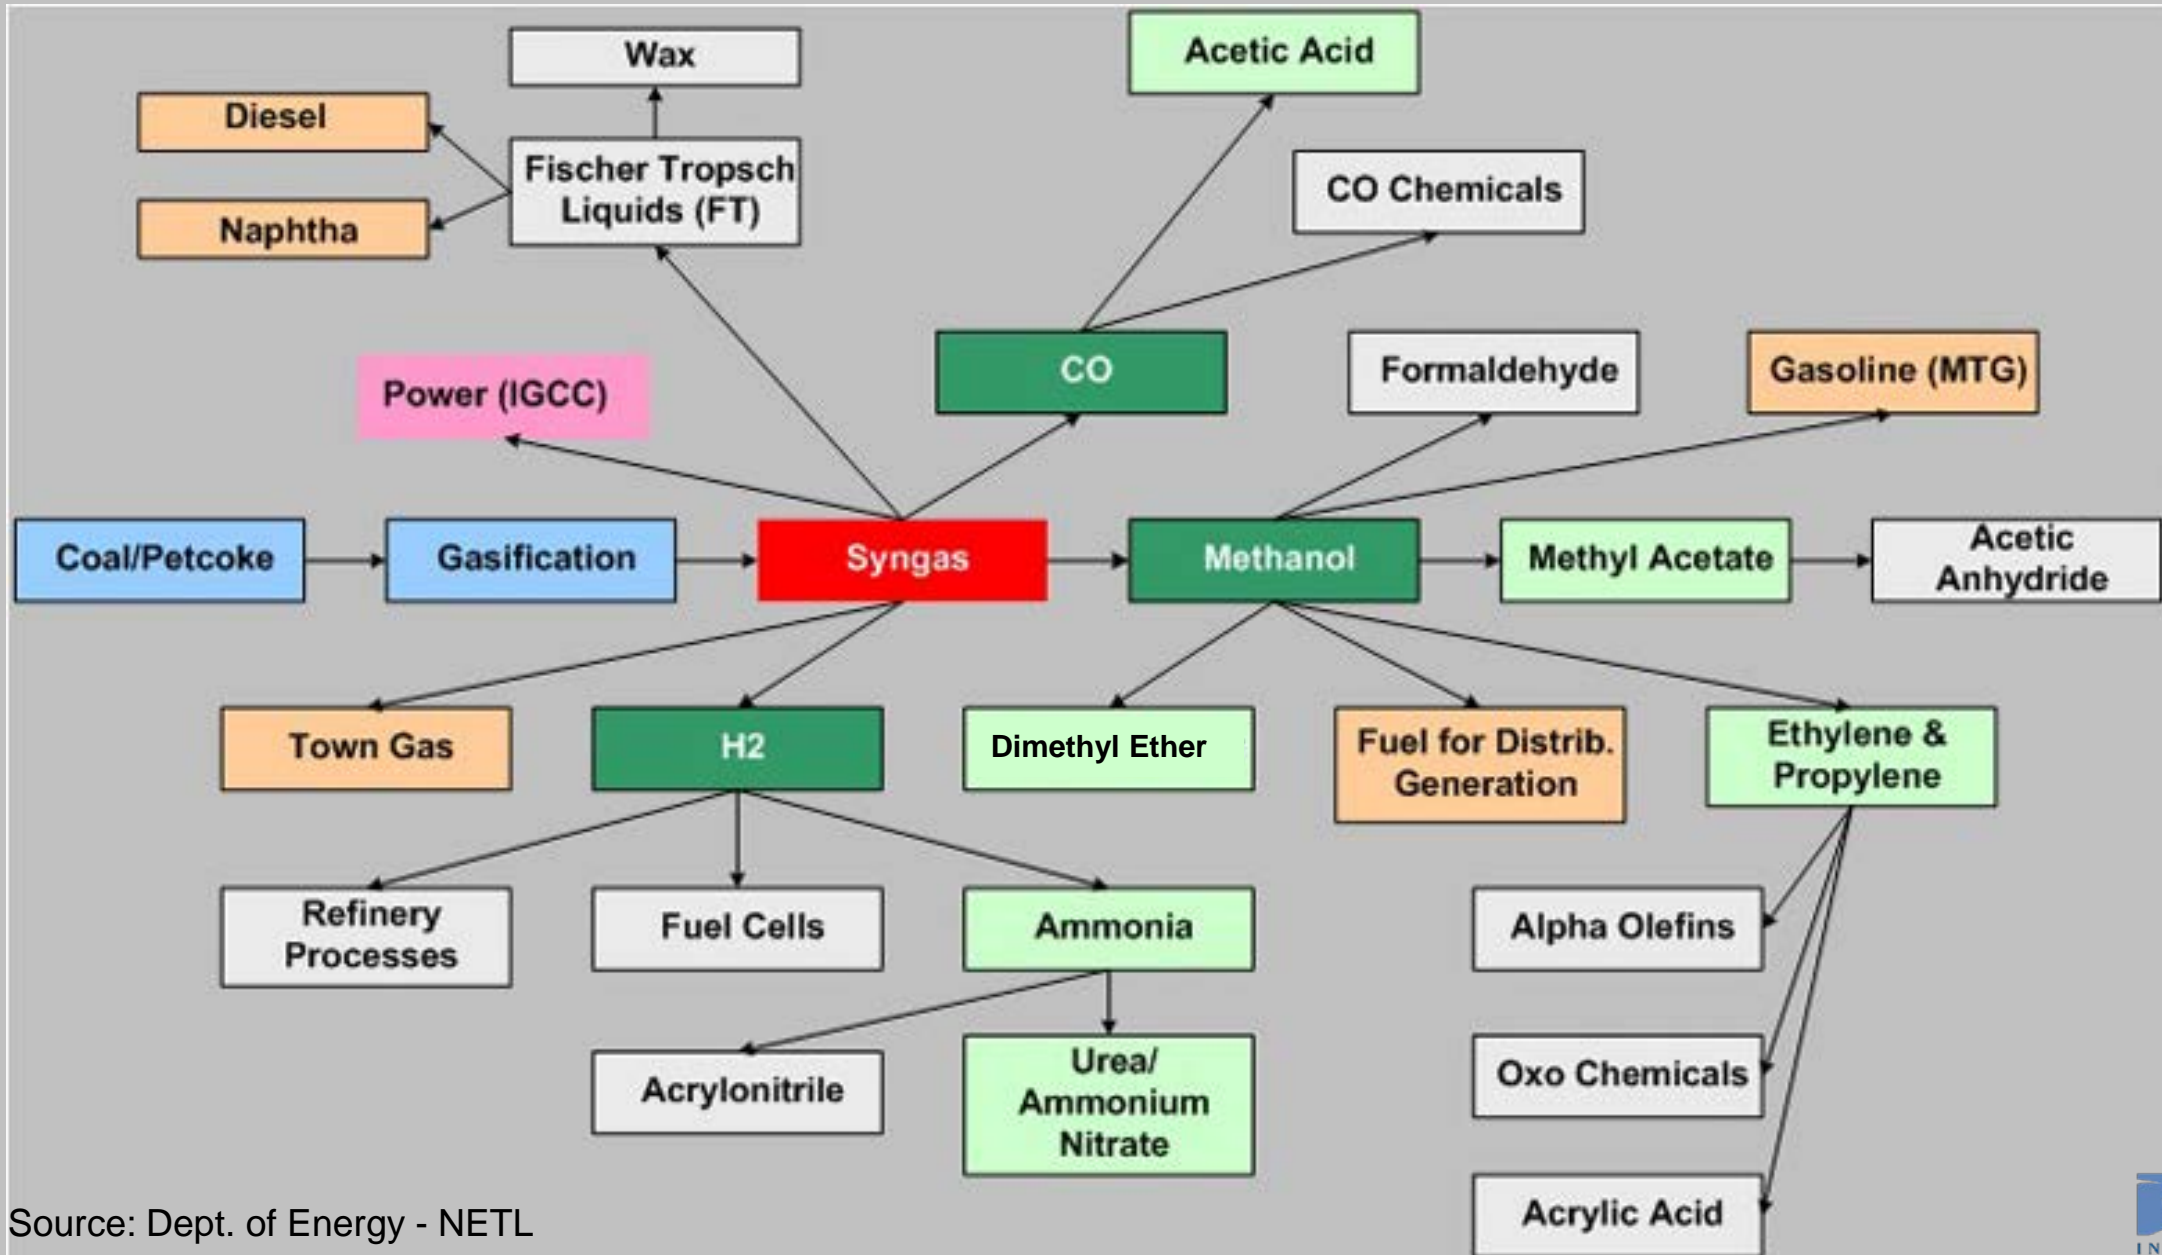 Wax
Acetic Acid
Diesel
Fischer Tropsch
Liquids (FT)
CO Chemicals
Naphtha
Power (IGCC)
CO
Formaldehyde
Gasoline (MTG)
Coal/Petcoke
Gasification
Syngas
Methanol
Methyl Acetate
Acetic
Anhydride
Town Gas
H2
Dimethyl Ether
Fuel for Distrib.
Generation
Ethylene &
Propylene
Refinery
Processes
Fuel Cells
Ammonia
Alpha Olefins
Acrylonitrile
Urea/
Ammonium
Nitrate
Oxo Chemicals
Acrylic Acid
Source: Dept. of Energy - NETL
IN